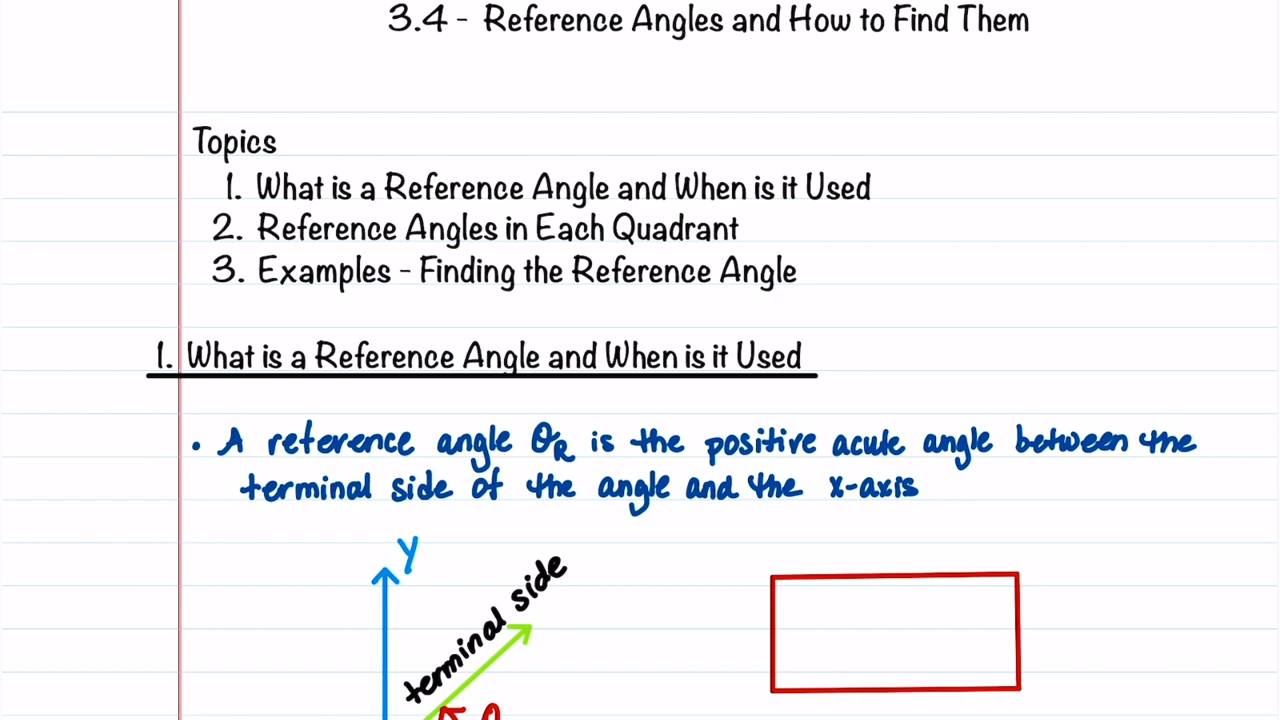 3.4 - Reference Angles and How to Find Them
Topics
1. What is a Reference Angle and When is it Used
2. Reference Angles in Each Quadrant
3. Examples - Finding the Reference Angle
1. What is a Reference Angle and When is it Used
• A reference angle θR is the positive acute angle between the
terminal side of the angle and the x-axis
y
terminal side